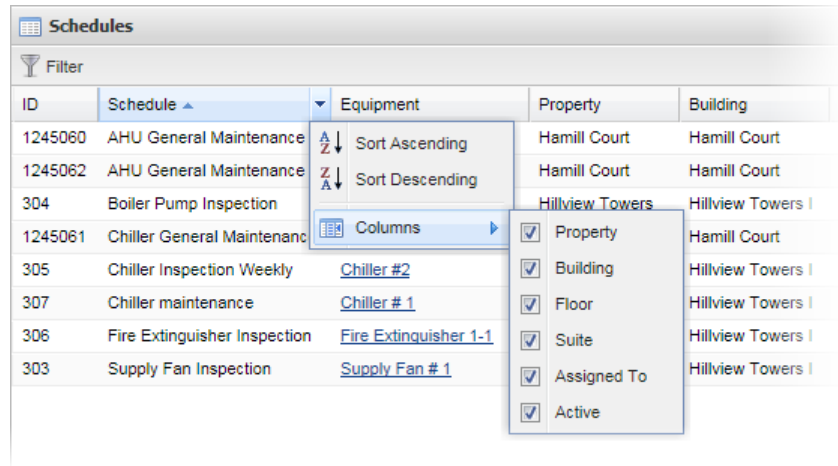 Schedules
Filter
ID Schedule Equipment Property Building
1245060 AHU General Maintenance Hamill Court Hamill Court
Sort Ascending
1245062 AHU General Maintenance Hamill Court Hamill Court
Sort Descending
304 Boiler Pump Inspection Hillview Towers Hillview Towers
Columns
1245061 Chiller General Maintenanc Hamill Court
Property
305 Chiller Inspection Weekly Chiller #2 Hillview Towers
Building
307 Chiller maintenance Chiller # 1 Hillview Towers
Floor
306 Fire Extinguisher Inspection Fire Extinguisher 1-1 Hillview Towers
Suite
303 Supply Fan Inspection Supply Fan # 1 Hillview Towers
Assigned To
Active